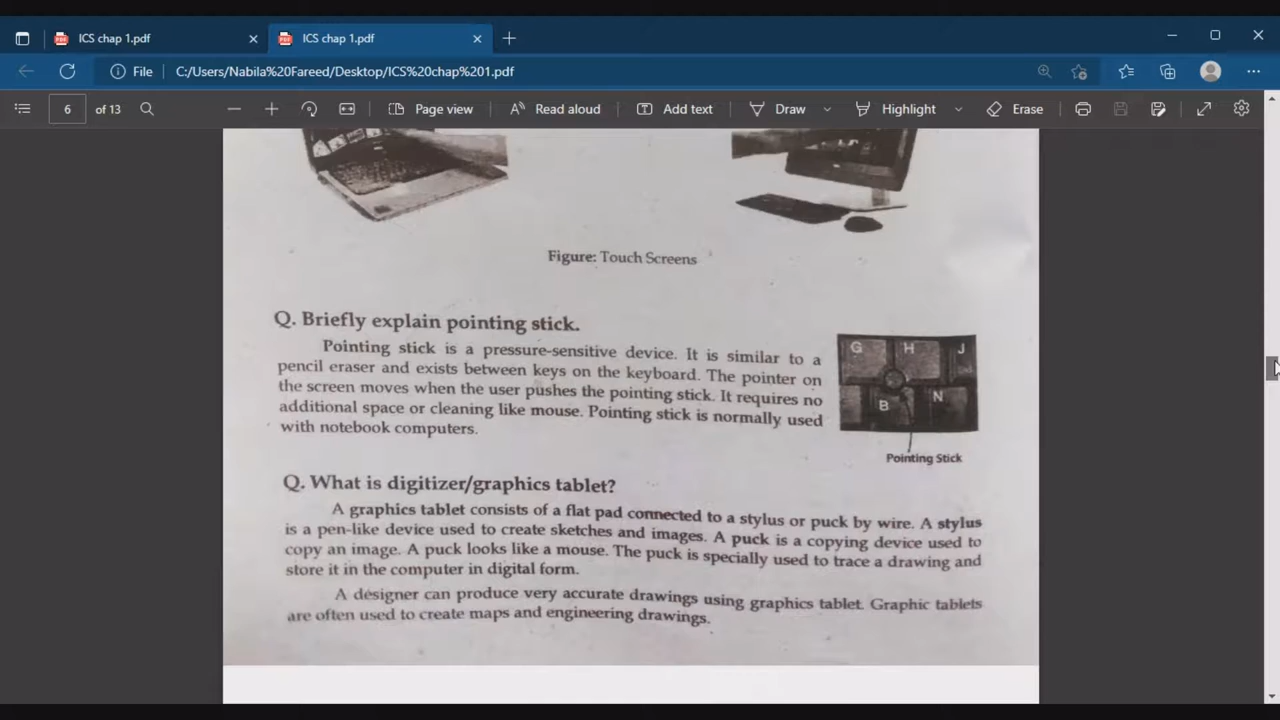 ICS chap 1.pdf
ICS chap 1.pdf
File
C:/Users/Nabila%20Fareed/Desktop/ICS%20chap%201.pdf
6 of 13
Page view
Read aloud
Add text
Draw
Highlight
Erase
Figure: Touch Screens
Q. Briefly explain pointing stick.
Pointing stick is a pressure-sensitive device. It is similar to a
pencil eraser and exists between keys on the keyboard. The pointer on
the screen moves when the user pushes the pointing stick. It requires no
additional space or cleaning like mouse. Pointing stick is normally used
with notebook computers.
G H J
B N
Pointing Stick
Q. What is digitizer/graphics tablet?
A graphics tablet consists of a flat pad connected to a stylus or puck by wire. A stylus
is a pen-like device used to create sketches and images. A puck is a copying device used to
copy an image. A puck looks like a mouse. The puck is specially used to trace a drawing and
store it in the computer in digital form.
A designer can produce very accurate drawings using graphics tablet. Graphic tablets
are often used to create maps and engineering drawings.